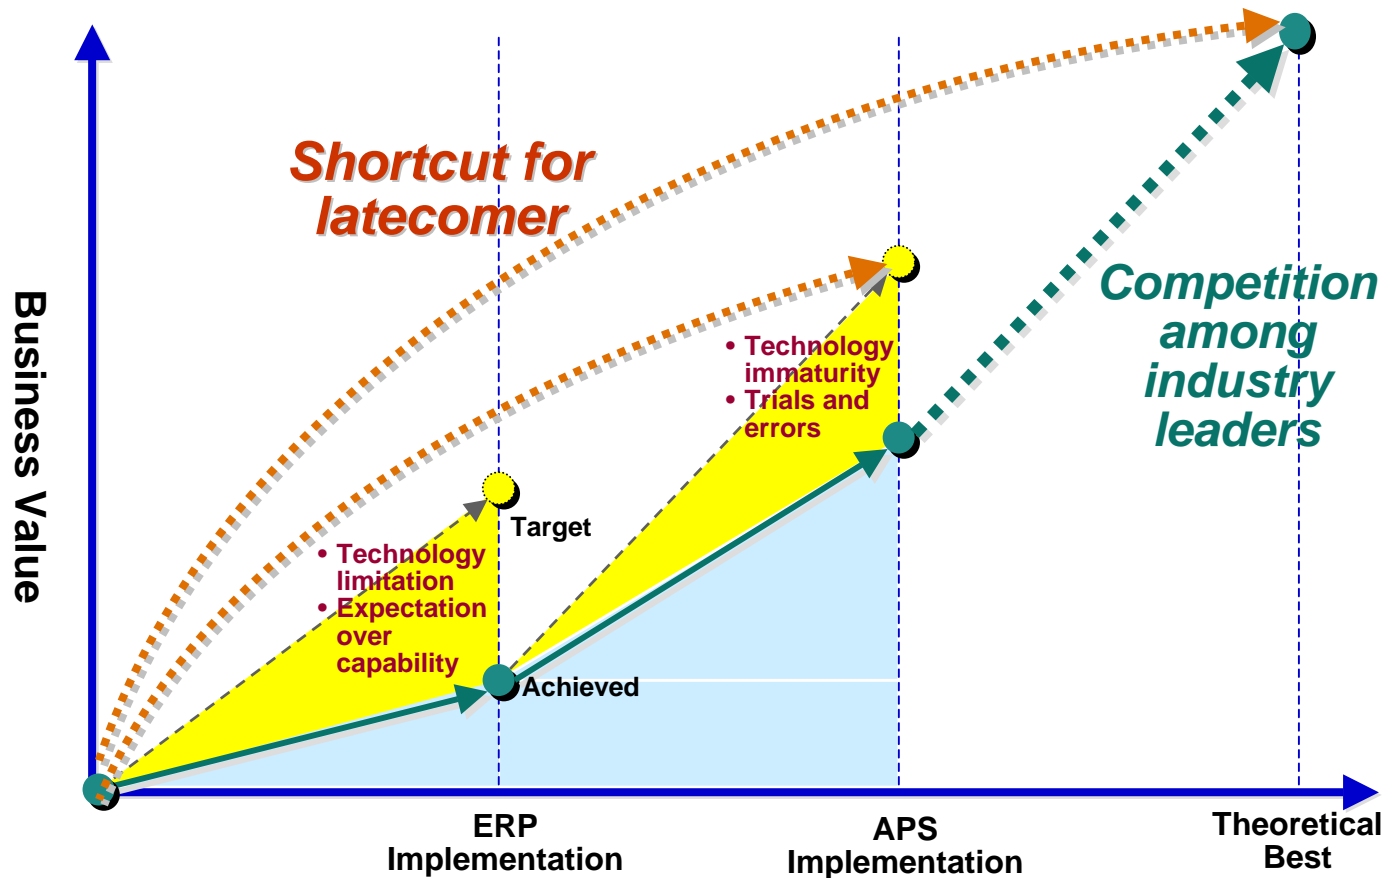 Shortcut for
latecomer
Business Value
Competition
among
industry
leaders
• Technology
immaturity
• Trials and
errors
Target
• Technology
limitation
• Expectation
over
capability
Achieved
ERP
Implementation
APS
Implementation
Theoretical
Best